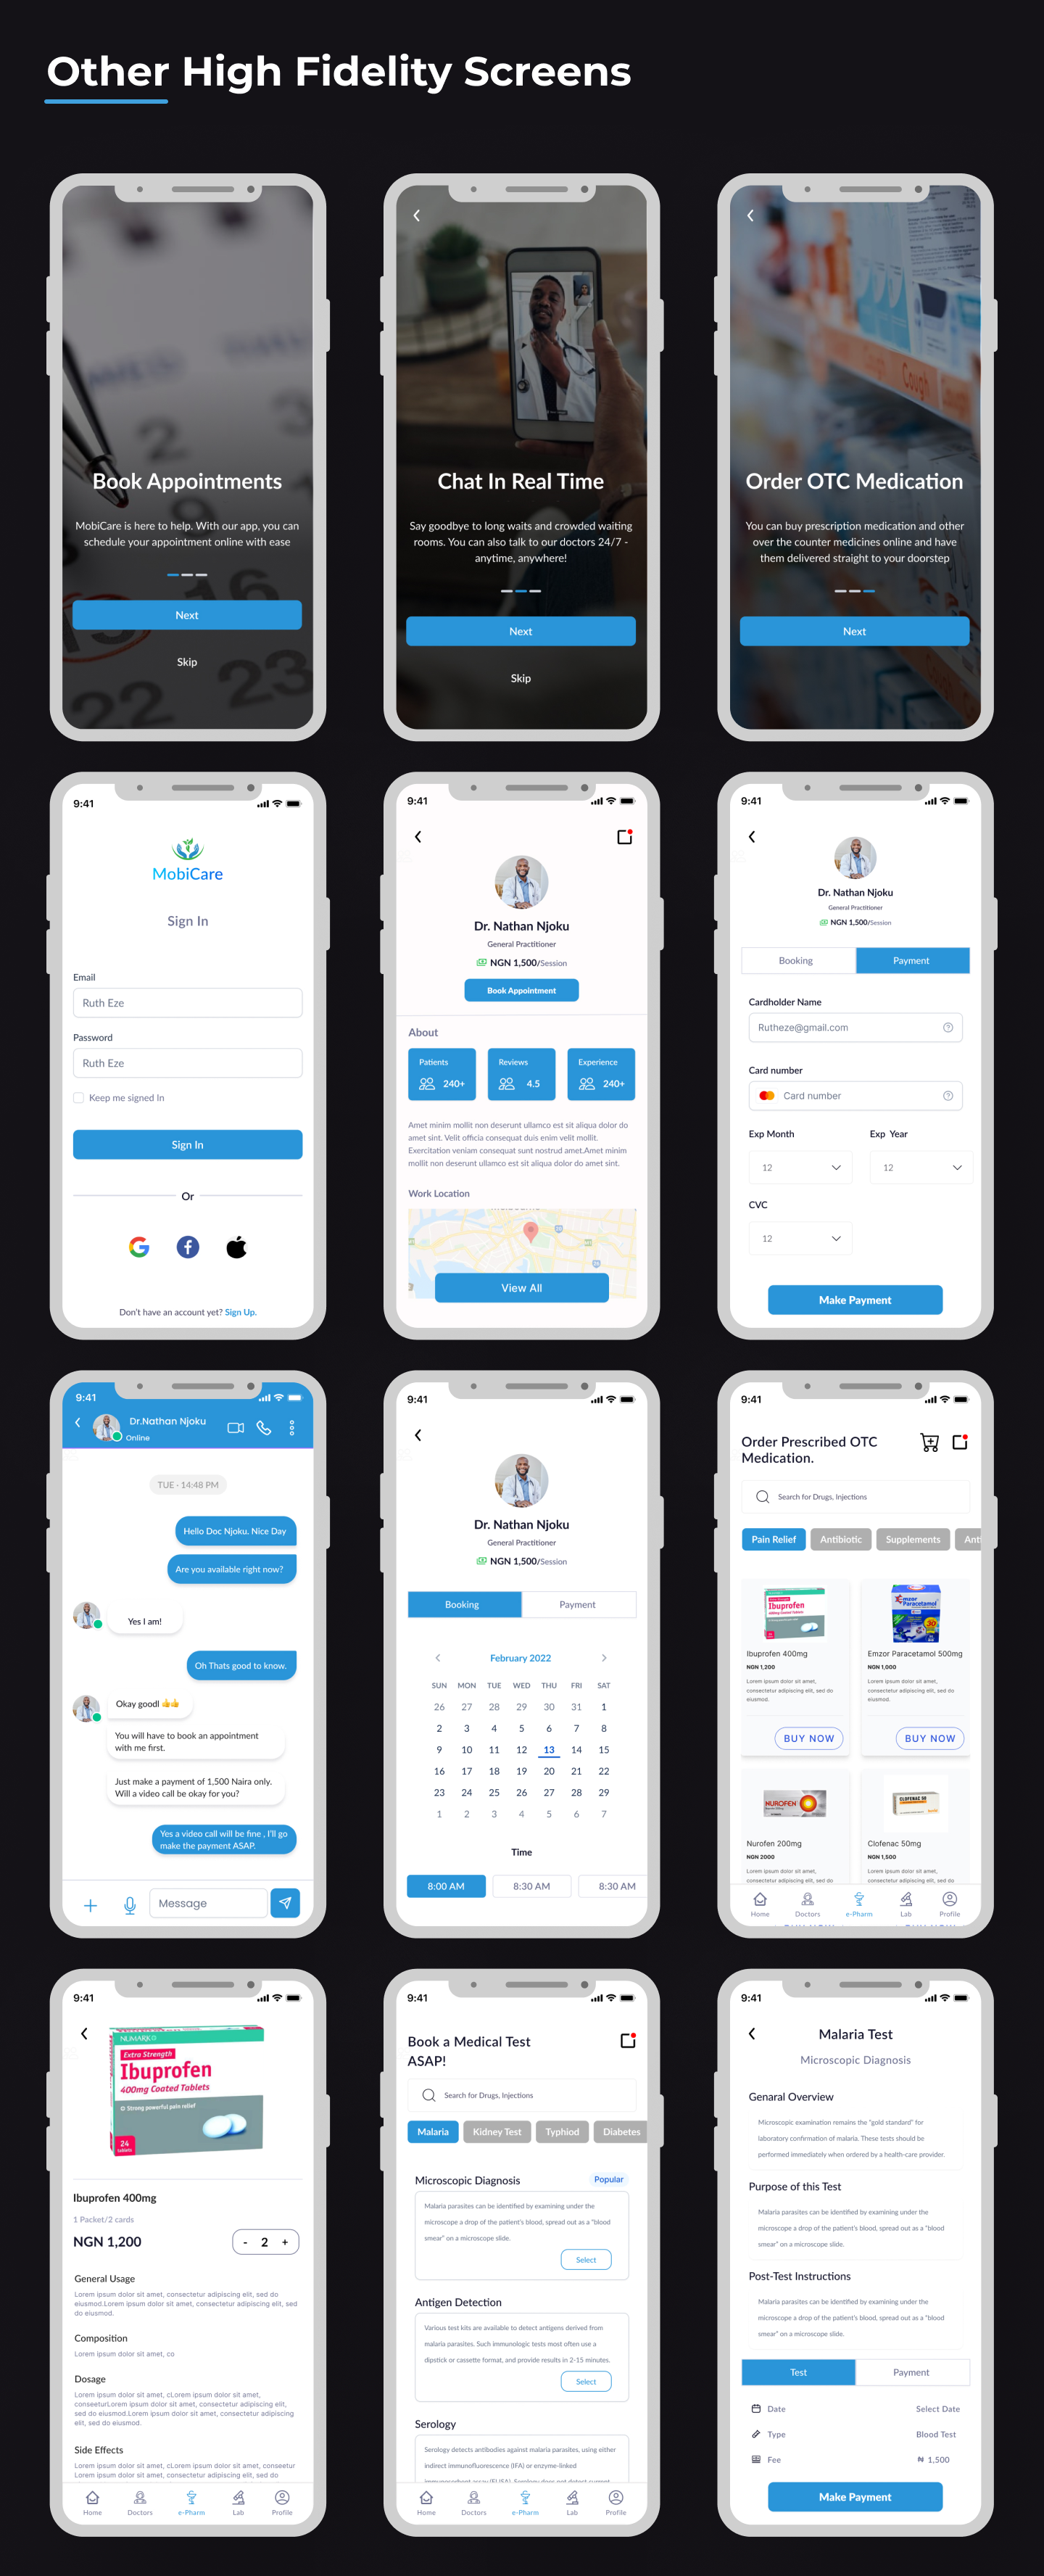 Other High Fidelity Screens
Book Appointments
MobiCare is here to help. With our app, you can
schedule your appointment online with ease
Next
Skip
Chat In Real Time
Say goodbye to long waits and crowded waiting
rooms. You can also talk to our doctors 24/7 -
anytime, anywhere!
Next
Skip
Cough
Order OTC Medication
You can buy prescription medication and other
over the counter medicines online and have
them delivered straight to your doorstep
Next
9:41
MobiCare
Sign In
Email
Ruth Eze
Password
Ruth Eze
Keep me signed In
Sign In
Or
Don't have an account yet? Sign Up.
9:41
Dr. Nathan Njoku
General Practitioner
NGN 1,500/Session
Book Appointment
About
Patients
240+
Reviews
4.5
Experience
240+
Amet minim mollit non deserunt ullamco est sit aliqua dolor do
amet sint. Velit officia consequat duis enim velit mollit.
Exercitation veniam consequat sunt nostrud amet.Amet minim
mollit non deserunt ullamco est sit aliqua dolor do amet sint.
Work Location
View All
9:41
Dr. Nathan Njoku
General Practitioner
NGN 1,500/Session
Booking
Payment
Cardholder Name
Rutheze@gmail.com
Card number
Card number
Exp Month
Exp Year
12
12
CVC
12
Make Payment
9:41
Dr.Nathan Njoku
Online
TUE - 14:48 PM
Hello Doc Njoku. Nice Day
Are you available right now?
Yes I am!
Oh Thats good to know.
Okay good! 👍👍
You will have to book an appointment
with me first.
Just make a payment of 1,500 Naira only.
Will a video call be okay for you?
Yes a video call will be fine , I'll go
make the payment ASAP.
Message
9:41
Dr. Nathan Njoku
General Practitioner
NGN 1,500/Session
Booking
Payment
February 2022
SUN MON TUE WED THU FRI SAT
26 27 28 29 30 31 1
2 3 4 5 6 7 8
9 10 11 12 13 14 15
16 17 18 19 20 21 22
23 24 25 26 27 28 29
1 2 3 4 5 6 7
Time
8:00 AM
8:30 AM
8:30 AM
9:41
Order Prescribed OTC
Medication.
Search for Drugs, Injections
Pain Relief
Antibiotic
Supplements
Ant
Ibuprofen
400mg Coated Tablets
Emzor
Paracetamol
30
Ibuprofen 400mg
NGN 1,200
Lorem ipsum dolor sit amet,
consectetur adipiscing elit, sed do
eiusmod.
BUY NOW
Emzor Paracetamol 500mg
NGN 1,000
Lorem ipsum dolor sit amet,
consectetur adipiscing elit, sed do
eiusmod.
BUY NOW
NUROFEN
CLOFENAC 50
Nurofen 200mg
NGN 2000
Lorem ipsum dolor sit amet,
consectetur adipiscing elit, sed do
Clofenac 50mg
NGN 1,500
Lorem ipsum dolor sit amet,
consectetur adipiscing elit, sed do
Home
Doctors
e-Pharm
Lab
Profile
9:41
NUMARK
Extra Strength
Ibuprofen
400mg Coated Tablets
Strong powerful pain relief
24
tablets
Ibuprofen 400mg
1 Packet/2 cards
NGN 1,200
- 2 +
General Usage
Lorem ipsum dolor sit amet, consectetur adipiscing elit, sed do
eiusmod.Lorem ipsum dolor sit amet, consectetur adipiscing elit, sed
do eiusmod.
Composition
Lorem ipsum dolor sit amet, co
Dosage
Lorem ipsum dolor sit amet, cLorem ipsum dolor sit amet,
conseeturLorem ipsum dolor sit amet, consectetur adipiscing elit,
sed do eiusmod.Lorem ipsum dolor sit amet, consectetur adipiscing
elit, sed do eiusmod.
Side Effects
Lorem ipsum dolor sit amet, cLorem ipsum dolor sit amet, conseetur
Lorem ipsum dolor sit amet, consectetur adipiscing elit, sed do
Home
Doctors
e-Pharm
Lab
Profile
9:41
Book a Medical Test
ASAP!
Search for Drugs, Injections
Malaria
Kidney Test
Typhiod
Diabetes
Microscopic Diagnosis
Popular
Malaria parasites can be identified by examining under the
microscope a drop of the patient's blood, spread out as a "blood
smear" on a microscope slide.
Select
Antigen Detection
Various test kits are available to detect antigens derived from
malaria parasites. Such immunologic tests most often use a
dipstick or cassette format, and provide results in 2-15 minutes.
Select
Serology
Serology detects antibodies against malaria parasites, using either
indirect immunofluorescence (IFA) or enzyme-linked
immunosorbent assay (ELISA). Serology does not detect current
Home
Doctors
e-Pharm
Lab
Profile
9:41
Malaria Test
Microscopic Diagnosis
Genaral Overview
Microscopic examination remains the "gold standard" for
laboratory confirmation of malaria. These tests should be
performed immediately when ordered by a health-care provider.
Purpose of this Test
Malaria parasites can be identified by examining under the
microscope a drop of the patient's blood, spread out as a "blood
smear" on a microscope slide.
Post-Test Instructions
Malaria parasites can be identified by examining under the
microscope a drop of the patient's blood, spread out as a "blood
smear" on a microscope slide.
Test
Payment
Date
Select Date
Type
Blood Test
Fee
₦ 1,500
Make Payment